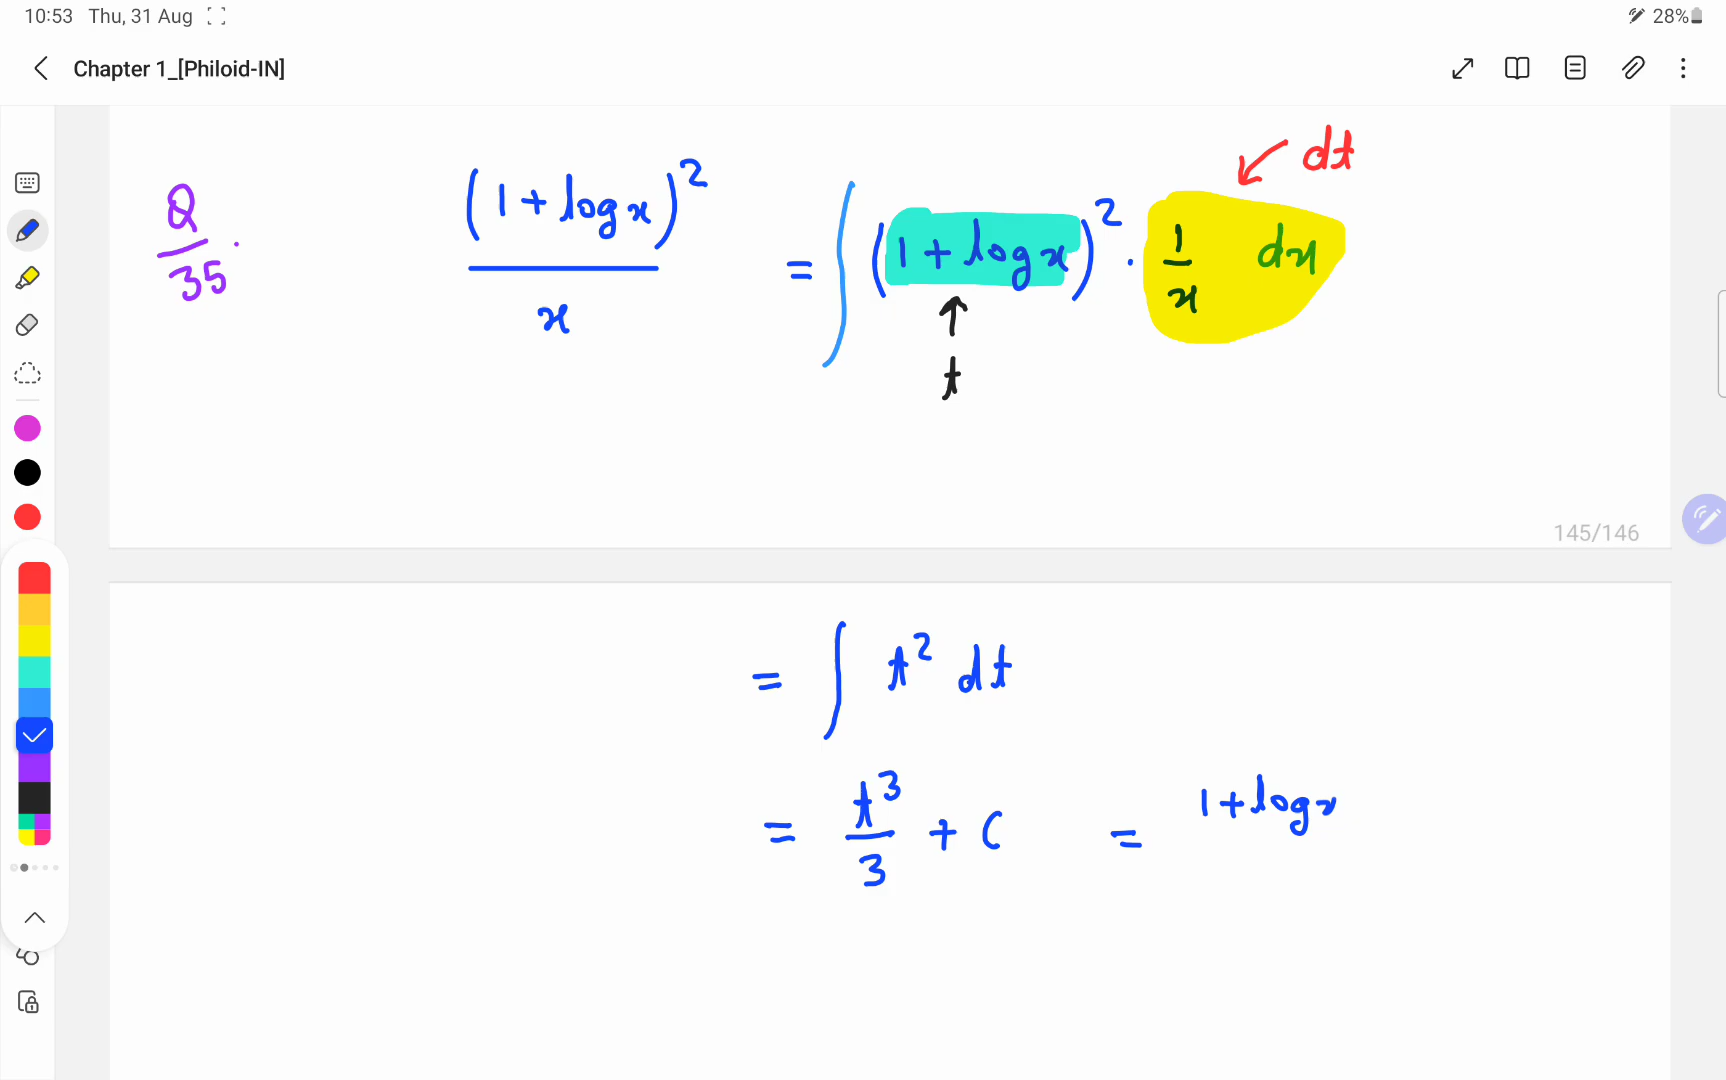 10:53 Thu, 31 Aug 28%
Chapter 1_[Philoid-IN]
dt
Q/35. (1 + log x)² / x = ∫ (1 + log x)² · 1/x dx
t
145/146
= ∫ t² dt
= t³/3 + C = 1 + log x